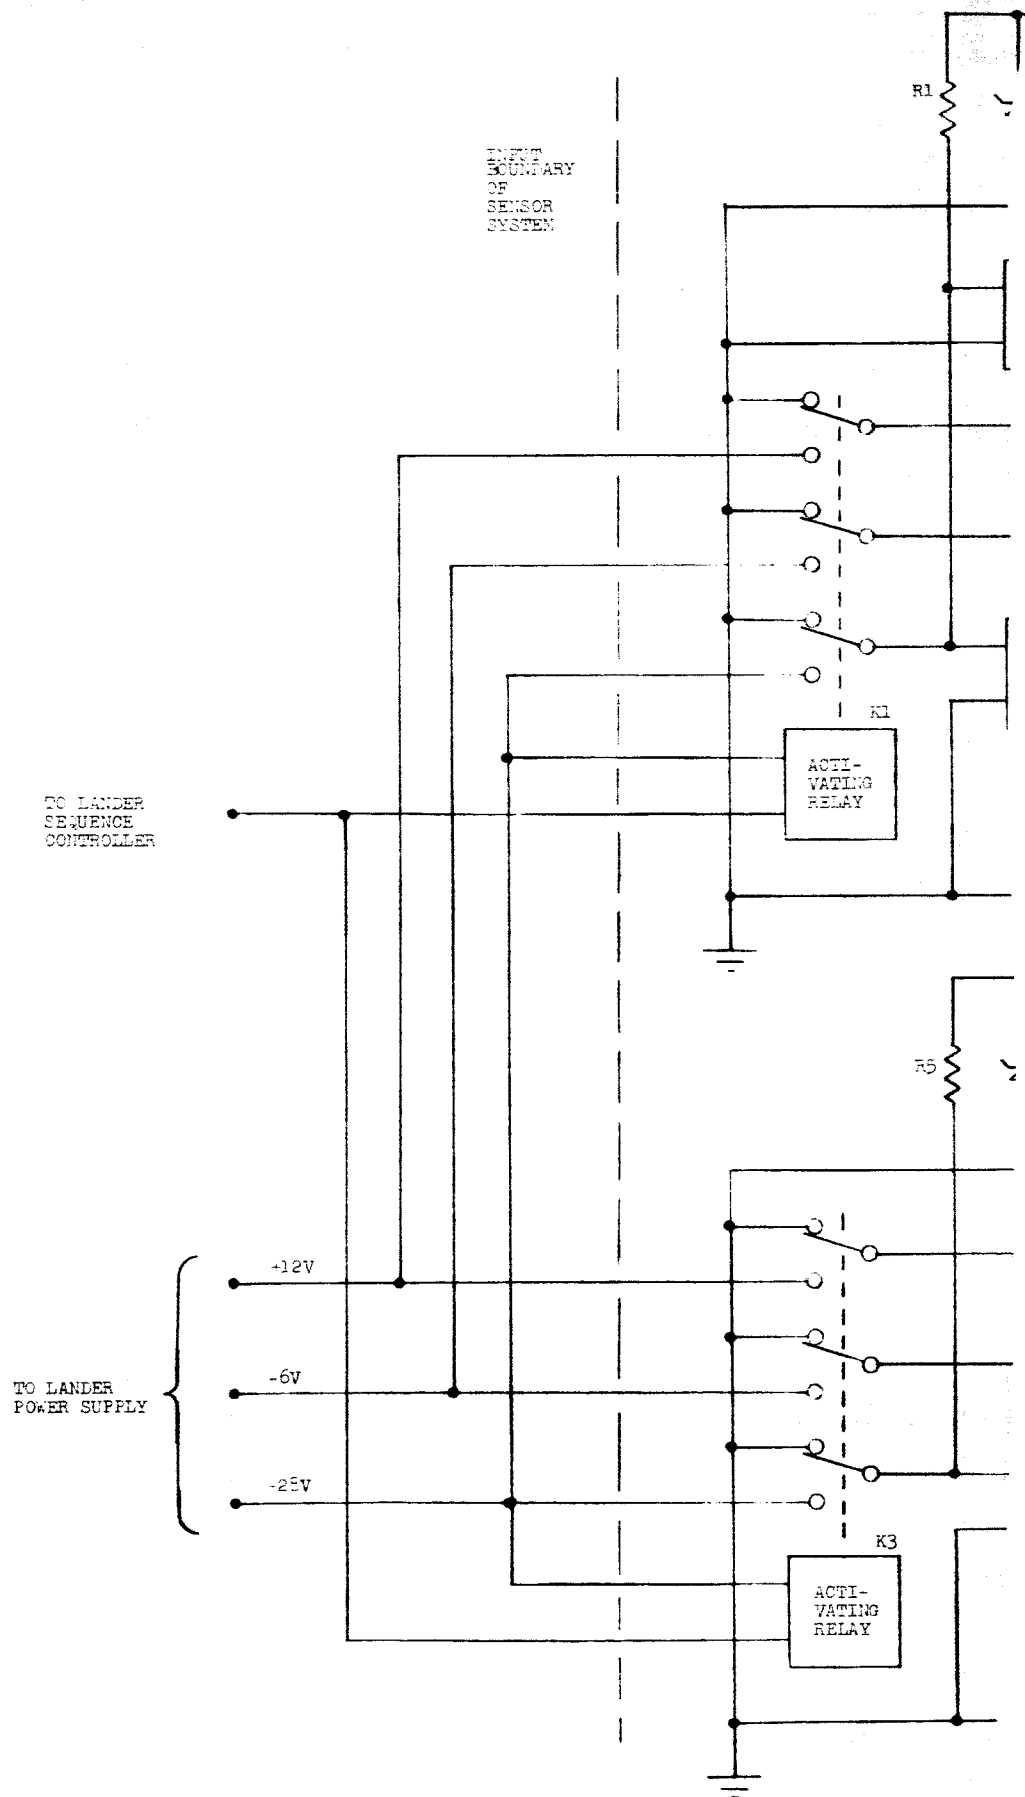 R1
INPUT
BOUNDARY
OF
SENSOR
SYSTEM
K1
ACTI-
VATING
RELAY
TO LANDER
SEQUENCE
CONTROLLER
R5
+12V
-6V
TO LANDER
POWER SUPPLY
-28V
K3
ACTI-
VATING
RELAY